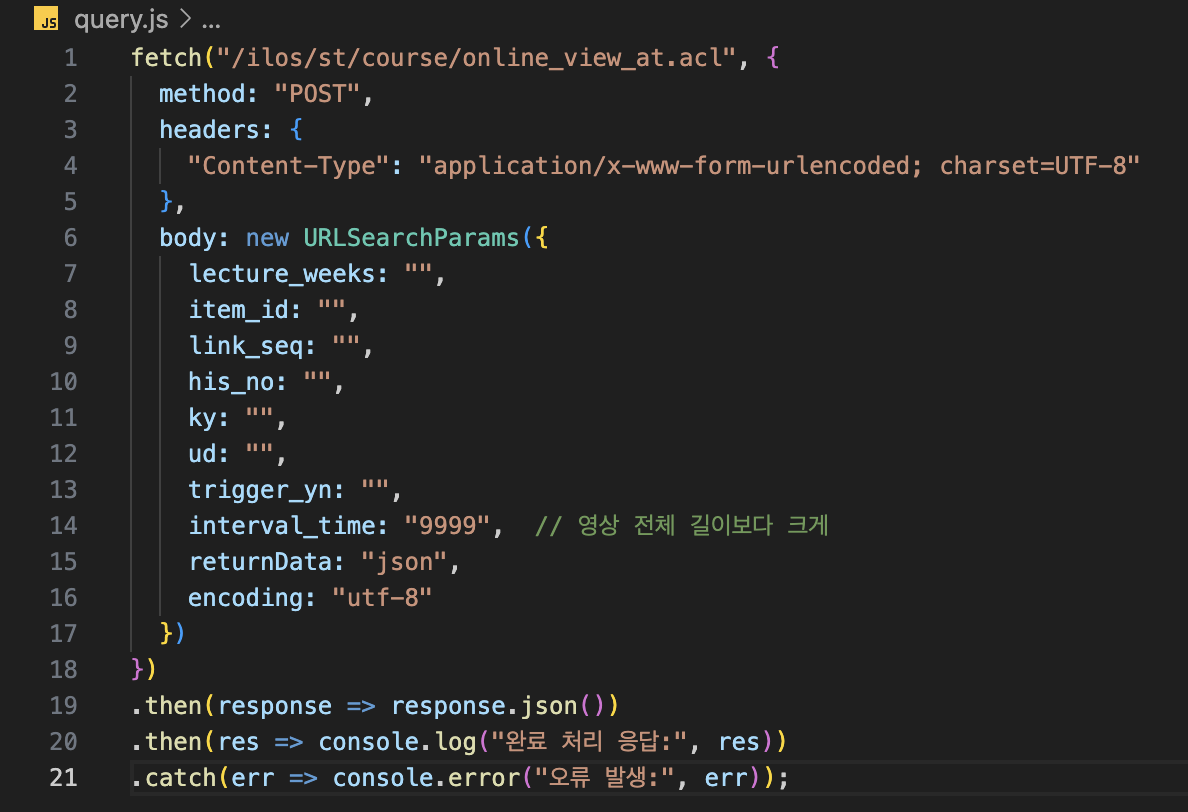 JS query.js > ...
1 fetch("/ilos/st/course/online_view_at.acl", {
2   method: "POST",
3   headers: {
4     "Content-Type": "application/x-www-form-urlencoded; charset=UTF-8"
5   },
6   body: new URLSearchParams({
7     lecture_weeks: "",
8     item_id: "",
9     link_seq: "",
10     his_no: "",
11     ky: "",
12     ud: "",
13     trigger_yn: "",
14     interval_time: "9999",  // 영상 전체 길이보다 크게
15     returnData: "json",
16     encoding: "utf-8"
17   })
18 })
19 .then(response => response.json())
20 .then(res => console.log("완료 처리 응답:", res))
21 .catch(err => console.error("오류 발생:", err));